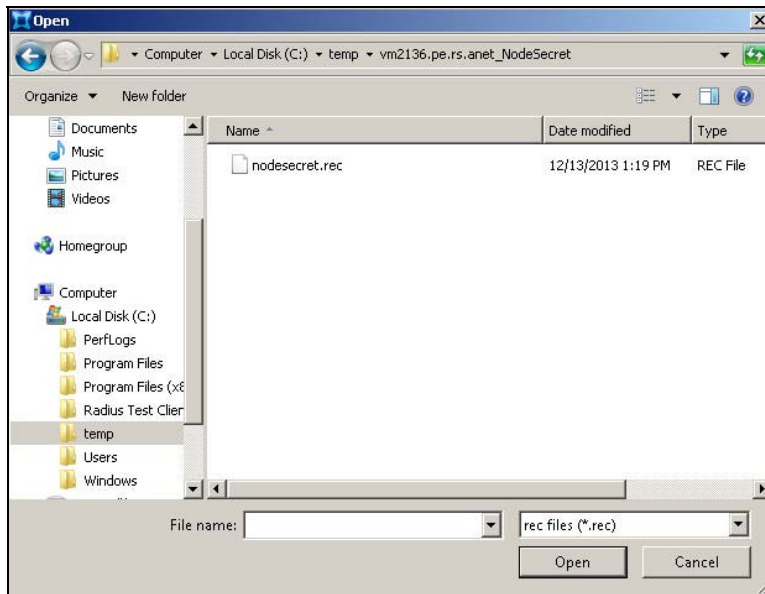 Open
Computer Local Disk (C:) temp vm2136.pe.rs.anet_NodeSecret
Organize New folder
Documents
Music
Pictures
Videos
Homegroup
Computer
Local Disk (C:)
PerfLogs
Program Files
Program Files (x8
Radius Test Clier
temp
Users
Windows
Name Date modified Type
nodesecret.rec 12/13/2013 1:19 PM REC File
File name: rec files (*.rec)
Open Cancel